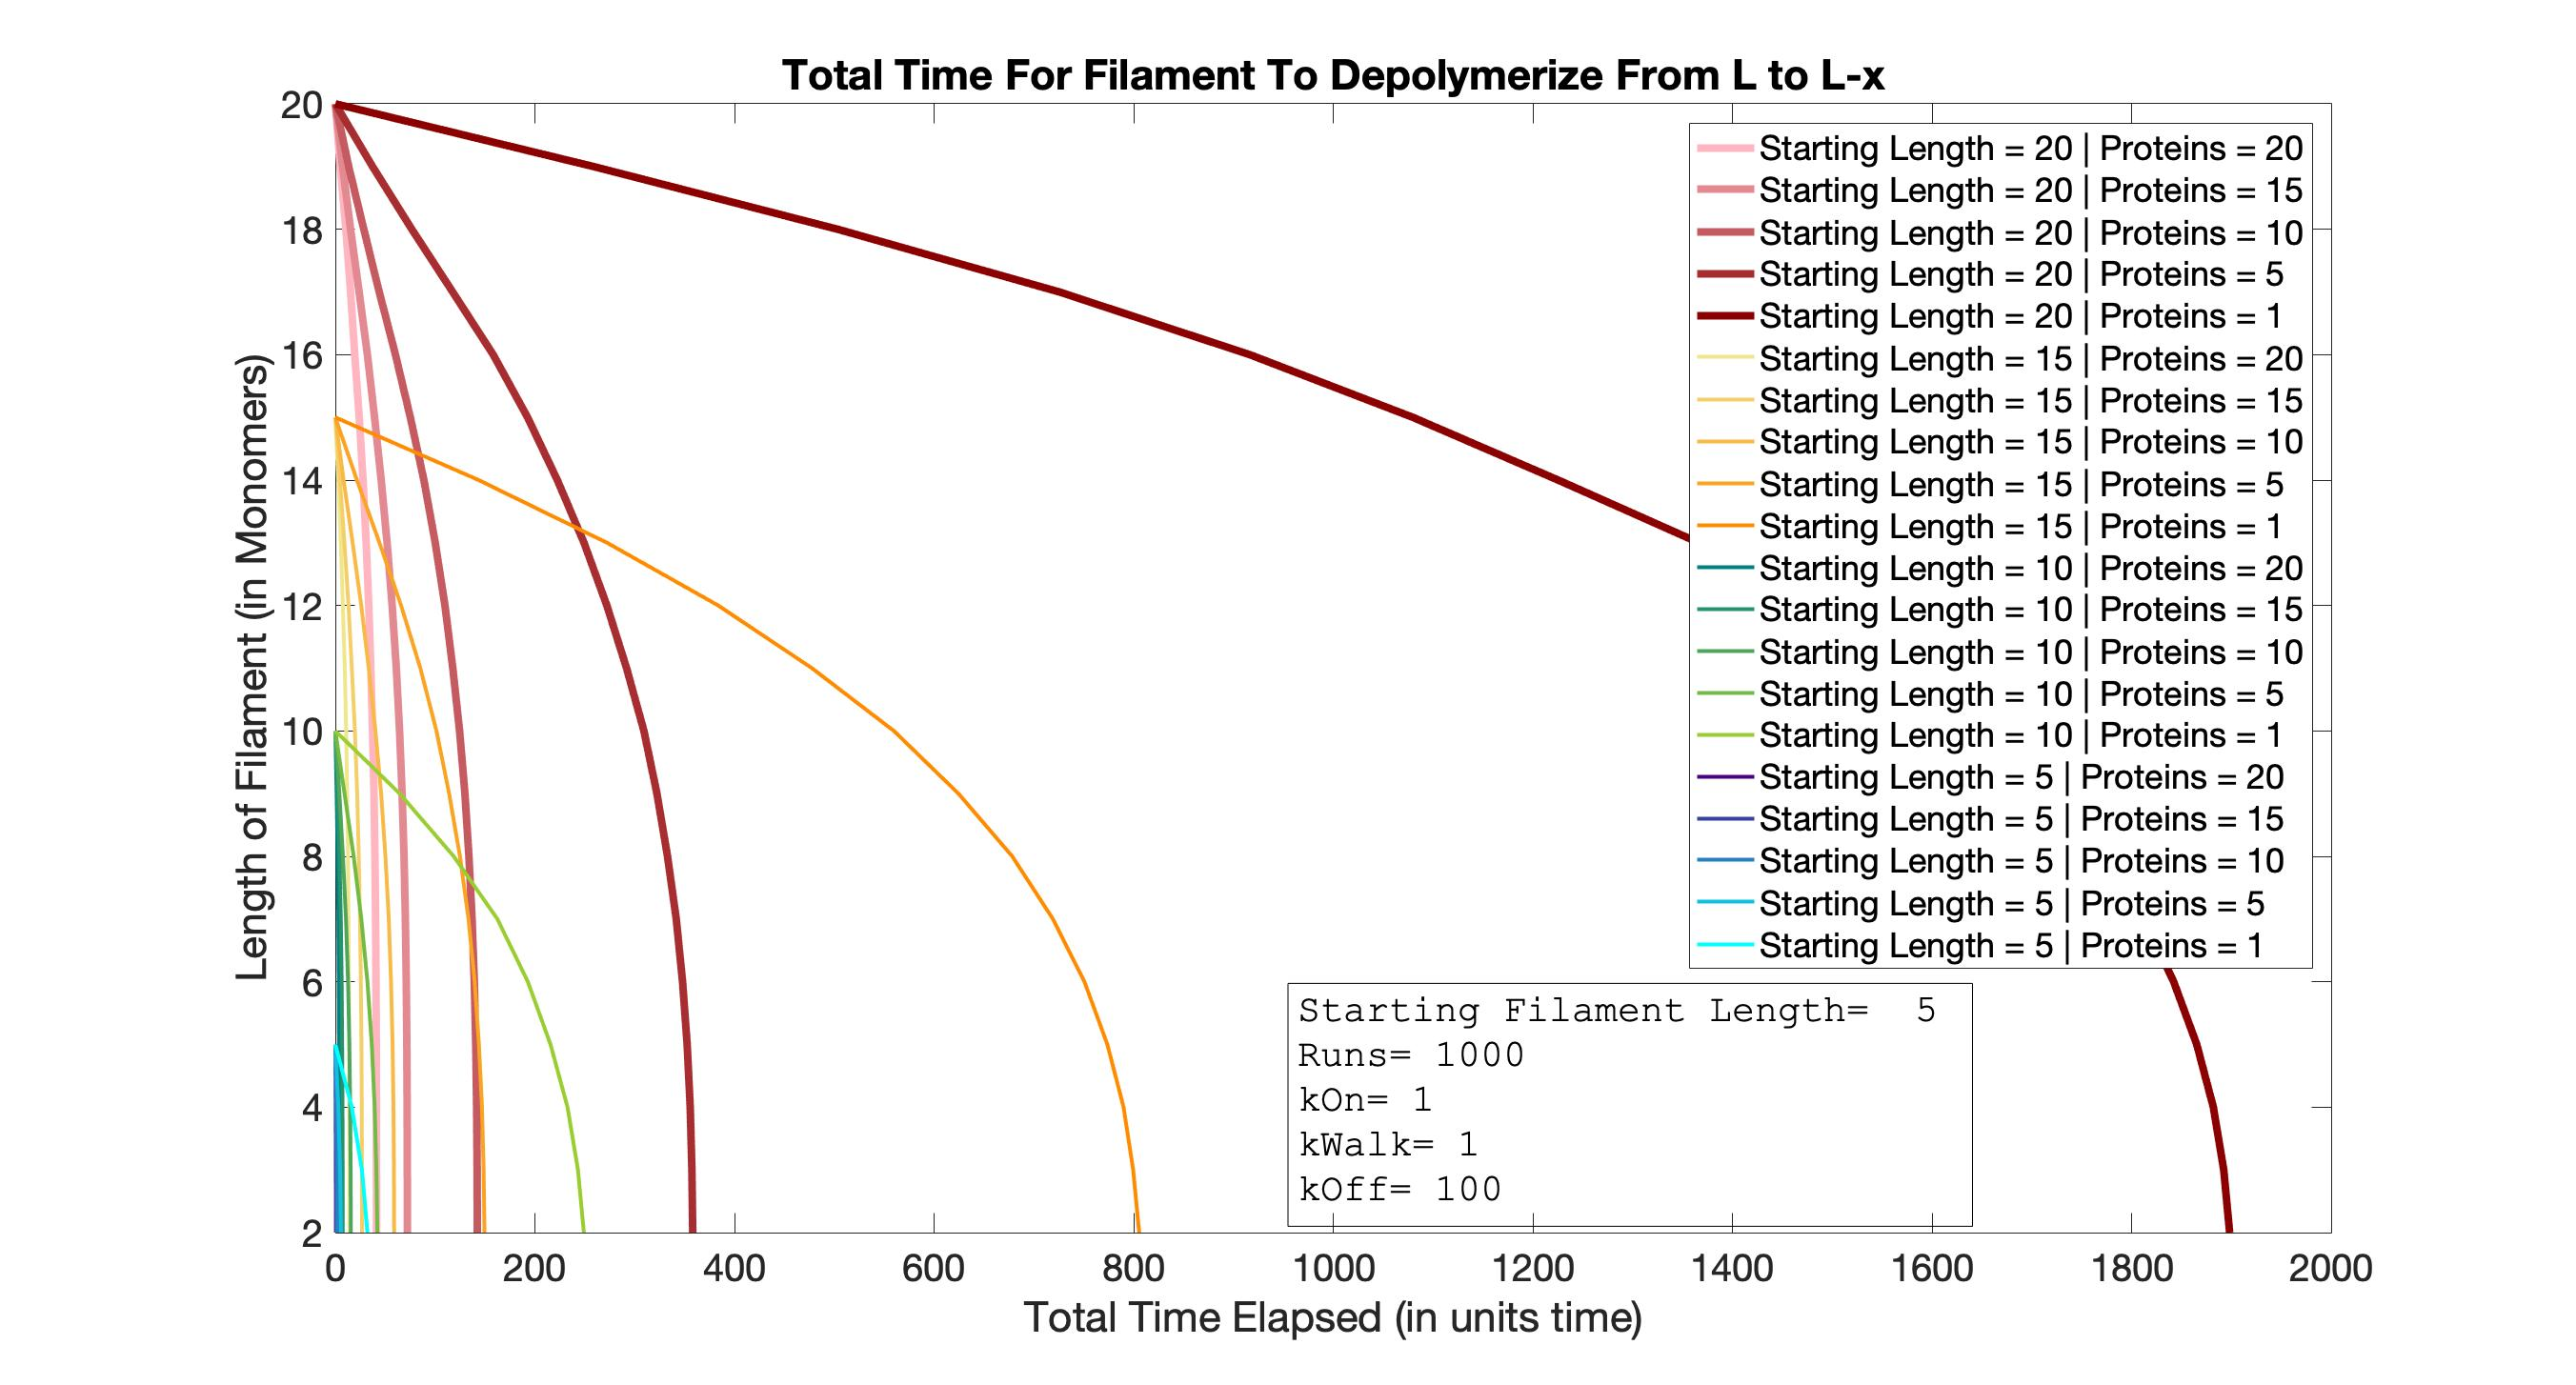 Total Time For Filament To Depolymerize From L to L-x
Length of Filament (in Monomers)
20
18
16
14
12
10
8
6
4
2
Starting Length = 20 | Proteins = 20
Starting Length = 20 | Proteins = 15
Starting Length = 20 | Proteins = 10
Starting Length = 20 | Proteins = 5
Starting Length = 20 | Proteins = 1
Starting Length = 15 | Proteins = 20
Starting Length = 15 | Proteins = 15
Starting Length = 15 | Proteins = 10
Starting Length = 15 | Proteins = 5
Starting Length = 15 | Proteins = 1
Starting Length = 10 | Proteins = 20
Starting Length = 10 | Proteins = 15
Starting Length = 10 | Proteins = 10
Starting Length = 10 | Proteins = 5
Starting Length = 10 | Proteins = 1
Starting Length = 5 | Proteins = 20
Starting Length = 5 | Proteins = 15
Starting Length = 5 | Proteins = 10
Starting Length = 5 | Proteins = 5
Starting Length = 5 | Proteins = 1
Starting Filament Length=  5
Runs= 1000
kOn= 1
kWalk= 1
kOff= 100
0 200 400 600 800 1000 1200 1400 1600 1800 2000
Total Time Elapsed (in units time)